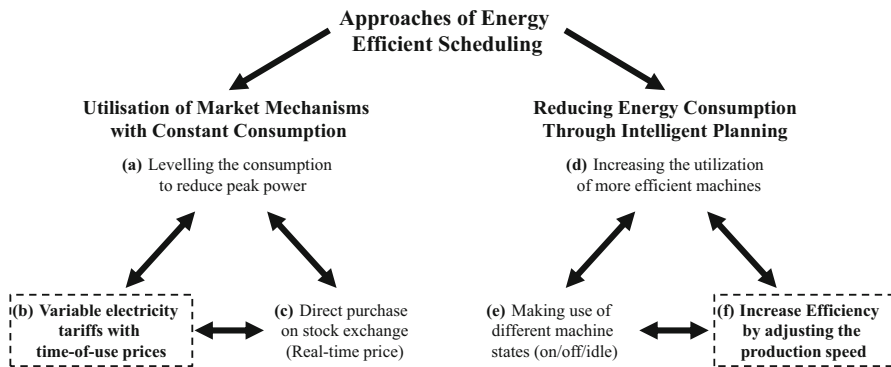 Approaches of Energy
Efficient Scheduling
Utilisation of Market Mechanisms
with Constant Consumption
(a) Levelling the consumption
to reduce peak power
(b) Variable electricity
tariffs with
time-of-use prices
(c) Direct purchase
on stock exchange
(Real-time price)
Reducing Energy Consumption
Through Intelligent Planning
(d) Increasing the utilization
of more efficient machines
(e) Making use of
different machine
states (on/off/idle)
(f) Increase Efficiency
by adjusting the
production speed